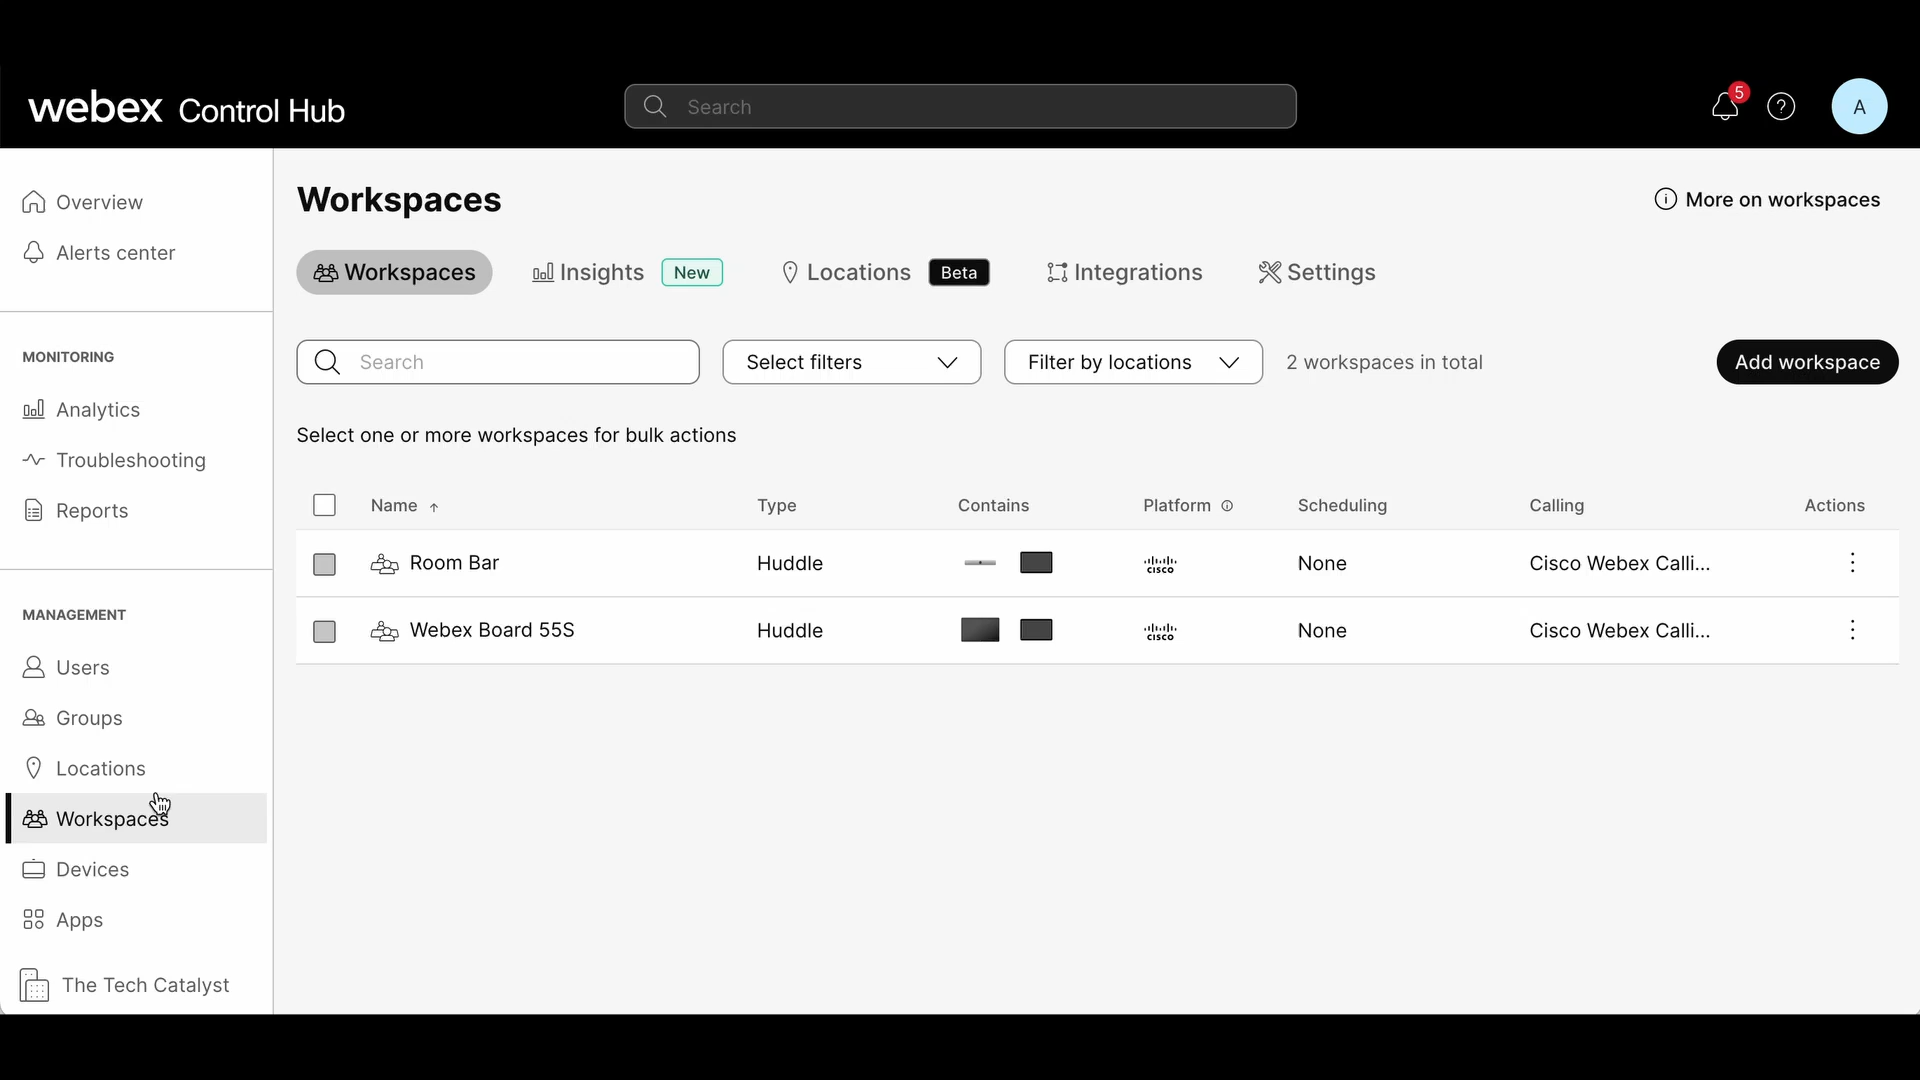 webex Control Hub
Search
5
A
Overview
Alerts center
MONITORING
Analytics
Troubleshooting
Reports
MANAGEMENT
Users
Groups
Locations
Workspaces
Devices
Apps
The Tech Catalyst
Workspaces
More on workspaces
Workspaces Insights New Locations Beta Integrations Settings
Search Select filters Filter by locations 2 workspaces in total Add workspace
Select one or more workspaces for bulk actions
Name Type Contains Platform Scheduling Calling Actions
Room Bar Huddle CISCO None Cisco Webex Calli...
Webex Board 55S Huddle CISCO None Cisco Webex Calli...